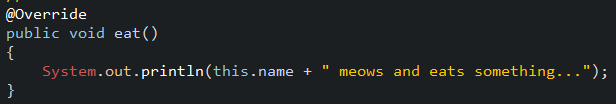 @Override
public void eat()
{
    System.out.println(this.name + " meows and eats something...");
}